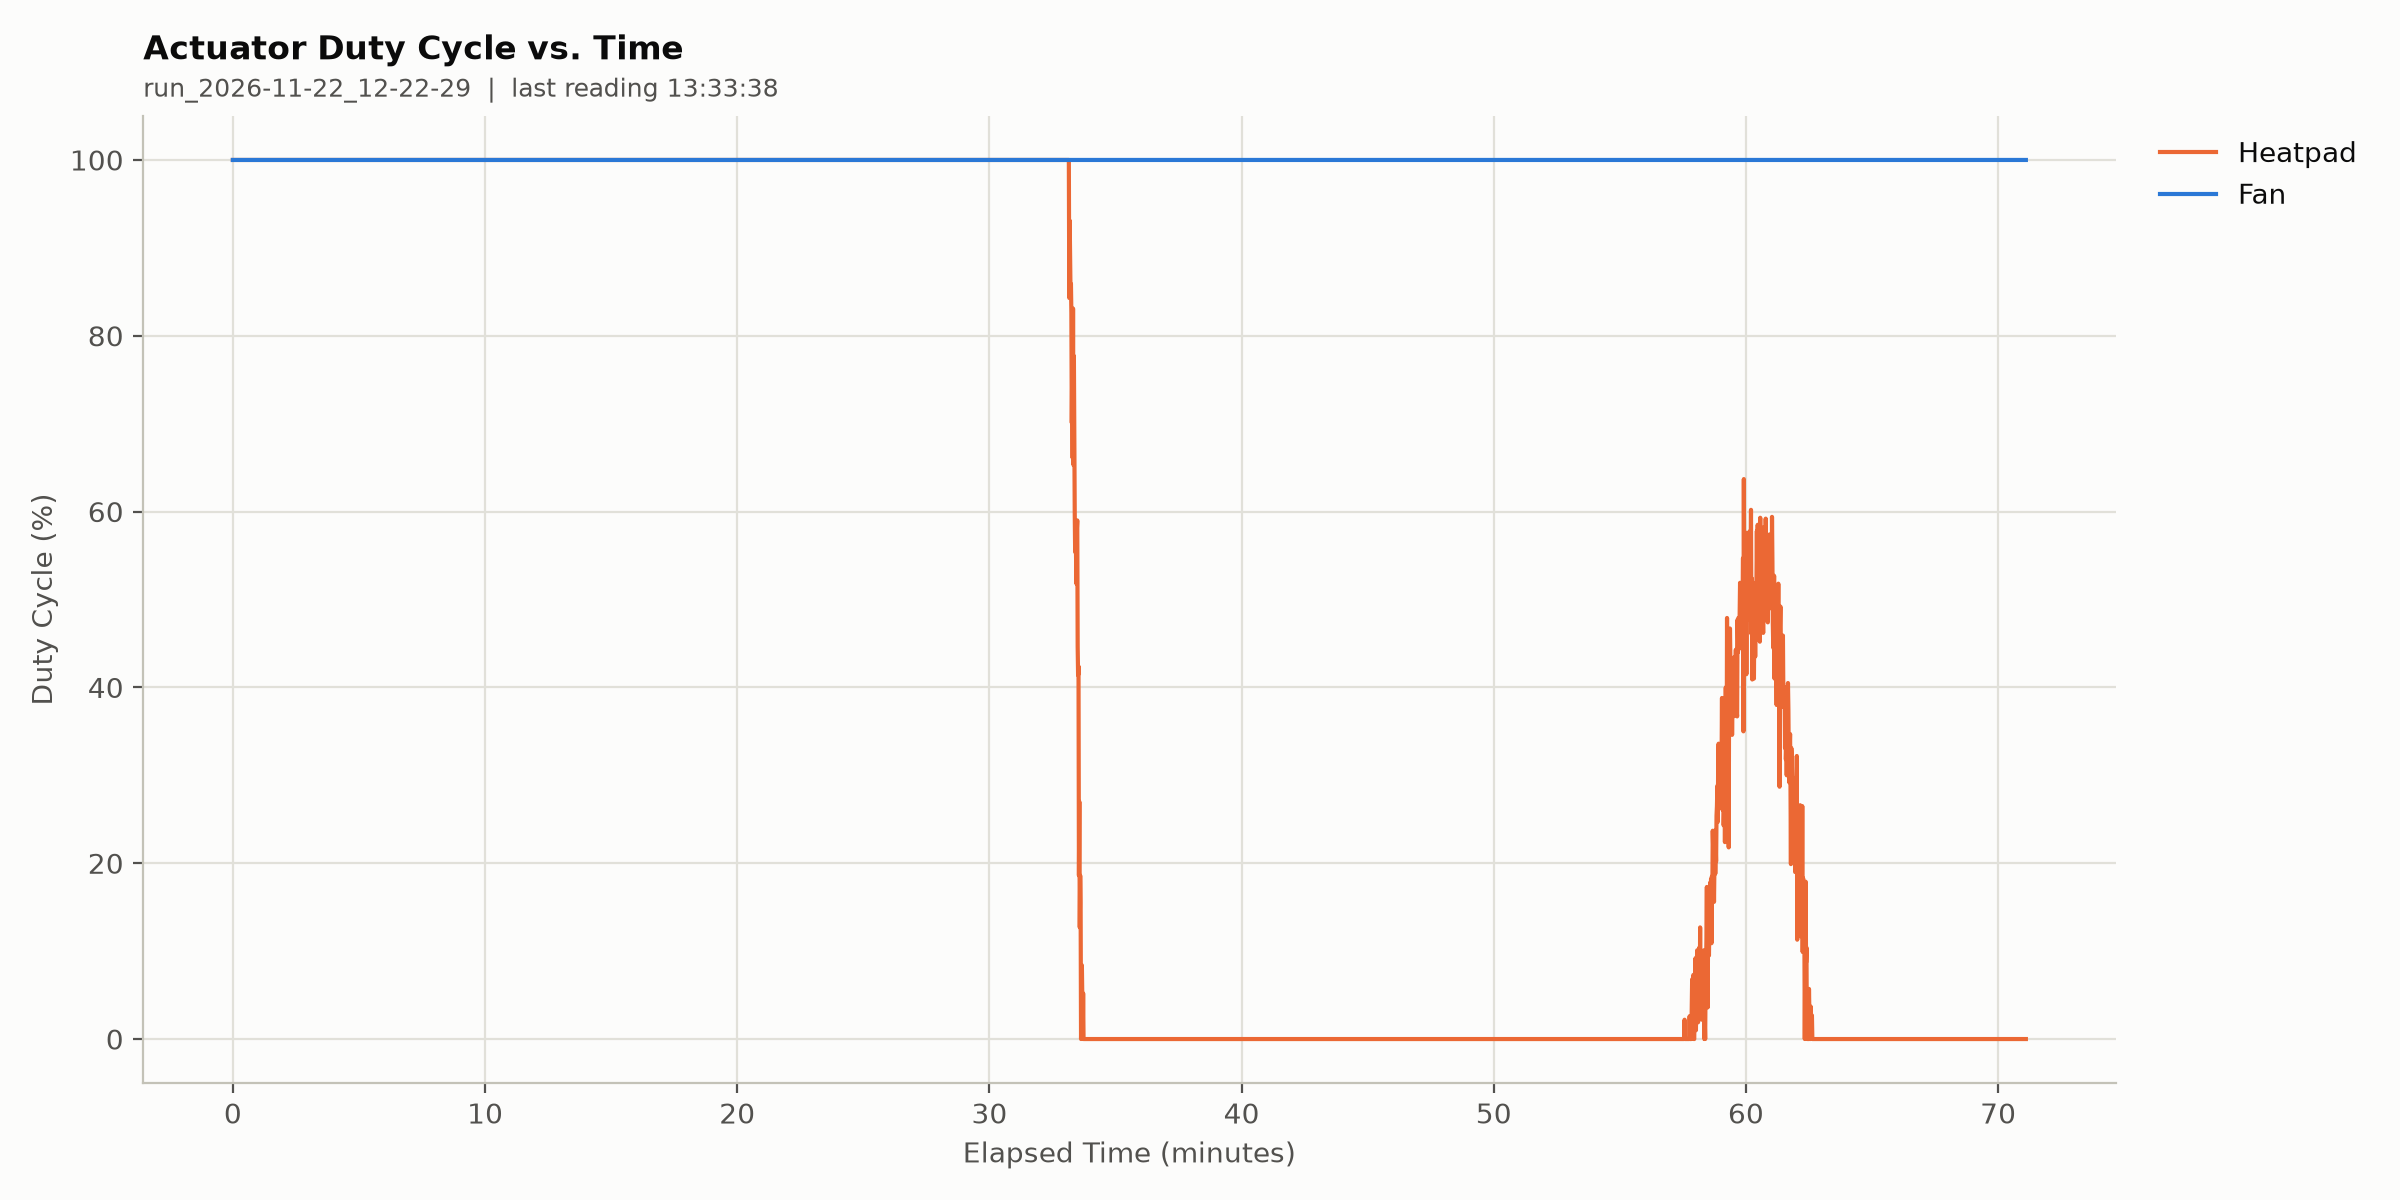 Actuator Duty Cycle vs. Time
run_2026-11-22_12-22-29 | last reading 13:33:38
Heatpad
Fan
Duty Cycle (%)
100
80
60
40
20
0
0 10 20 30 40 50 60 70
Elapsed Time (minutes)